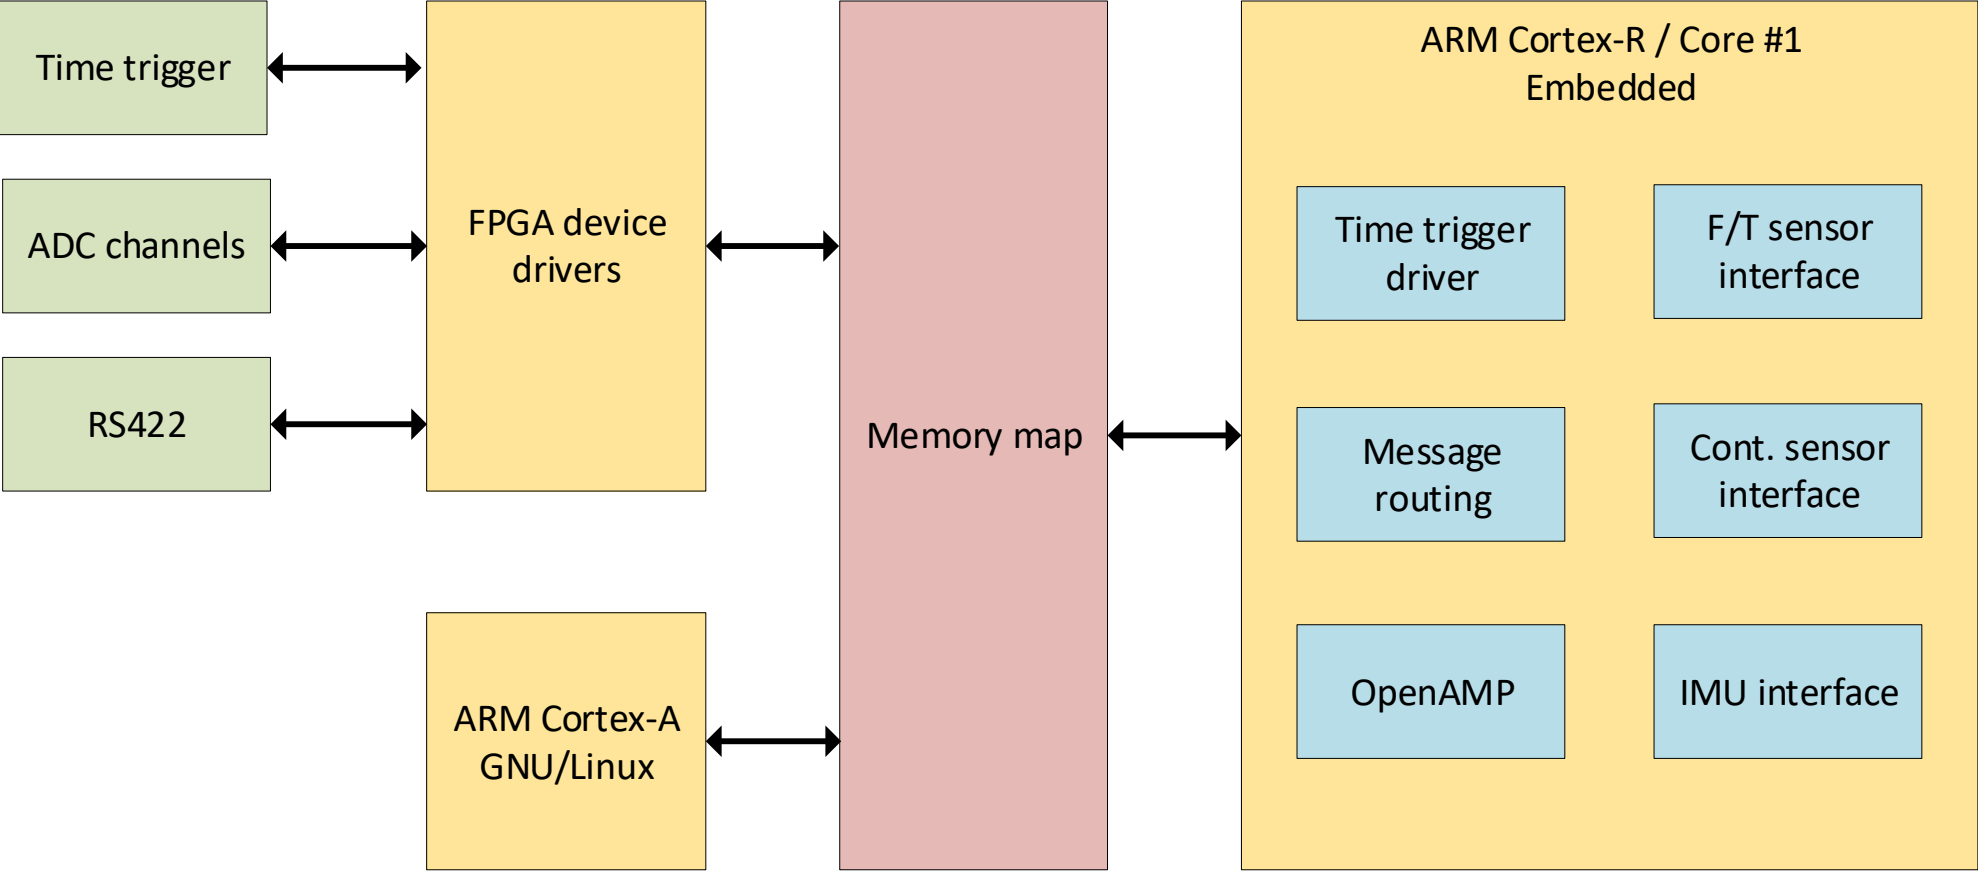 Time trigger
ADC channels
RS422
FPGA device
drivers
ARM Cortex-A
GNU/Linux
Memory map
ARM Cortex-R / Core #1
Embedded
Time trigger
driver
F/T sensor
interface
Message
routing
Cont. sensor
interface
OpenAMP
IMU interface